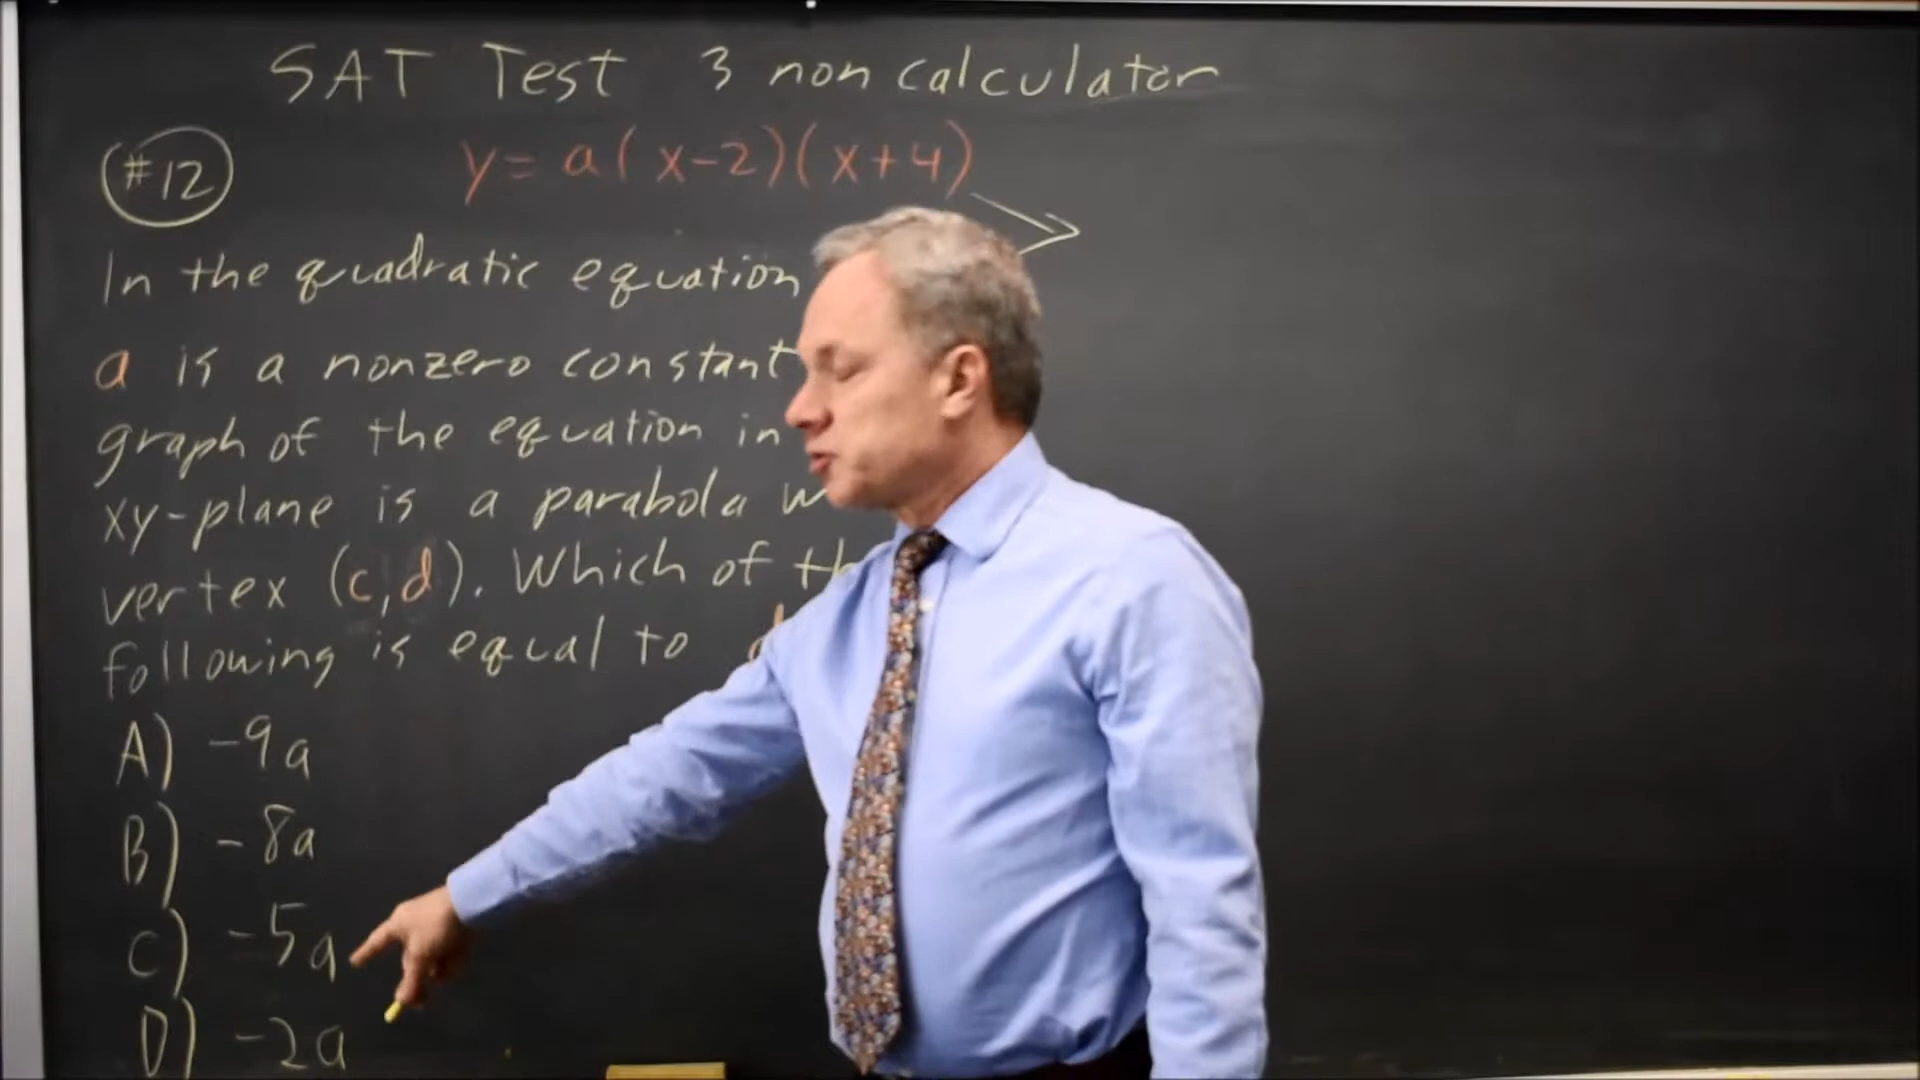 SAT Test 3 non calculator
#12
y = a(x-2)(x+4)
In the quadratic equation
a is a nonzero constant
graph of the equation in
xy-plane is a parabola
vertex (c,d). Which of
following is equal to
A) -9a
B) -8a
C) -5a
D) -2a